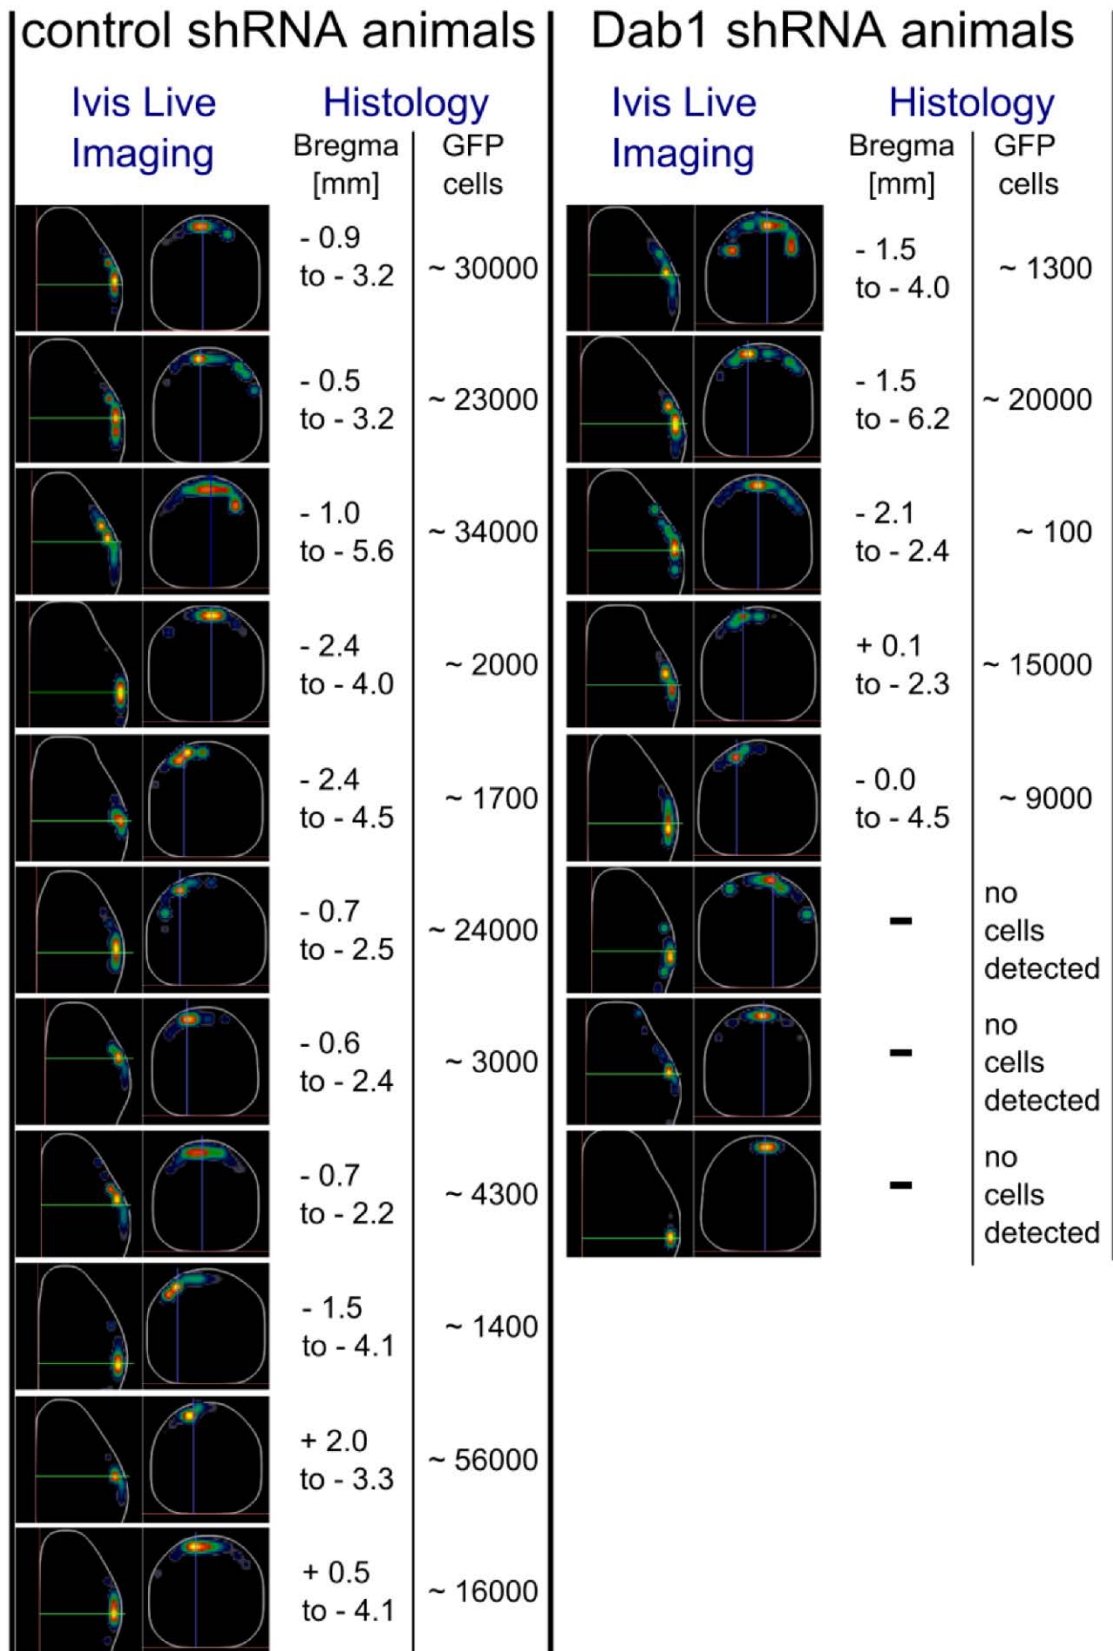 control shRNA animals
Ivis Live
Imaging
Histology
Bregma
[mm]
GFP
cells
- 0.9
to - 3.2
~ 30000
- 0.5
to - 3.2
~ 23000
- 1.0
to - 5.6
~ 34000
- 2.4
to - 4.0
~ 2000
- 2.4
to - 4.5
~ 1700
- 0.7
to - 2.5
~ 24000
- 0.6
to - 2.4
~ 3000
- 0.7
to - 2.2
~ 4300
- 1.5
to - 4.1
~ 1400
+ 2.0
to - 3.3
~ 56000
+ 0.5
to - 4.1
~ 16000
Dab1 shRNA animals
Ivis Live
Imaging
Histology
Bregma
[mm]
GFP
cells
- 1.5
to - 4.0
~ 1300
- 1.5
to - 6.2
~ 20000
- 2.1
to - 2.4
~ 100
+ 0.1
to - 2.3
~ 15000
- 0.0
to - 4.5
~ 9000
-
no
cells
detected
-
no
cells
detected
-
no
cells
detected